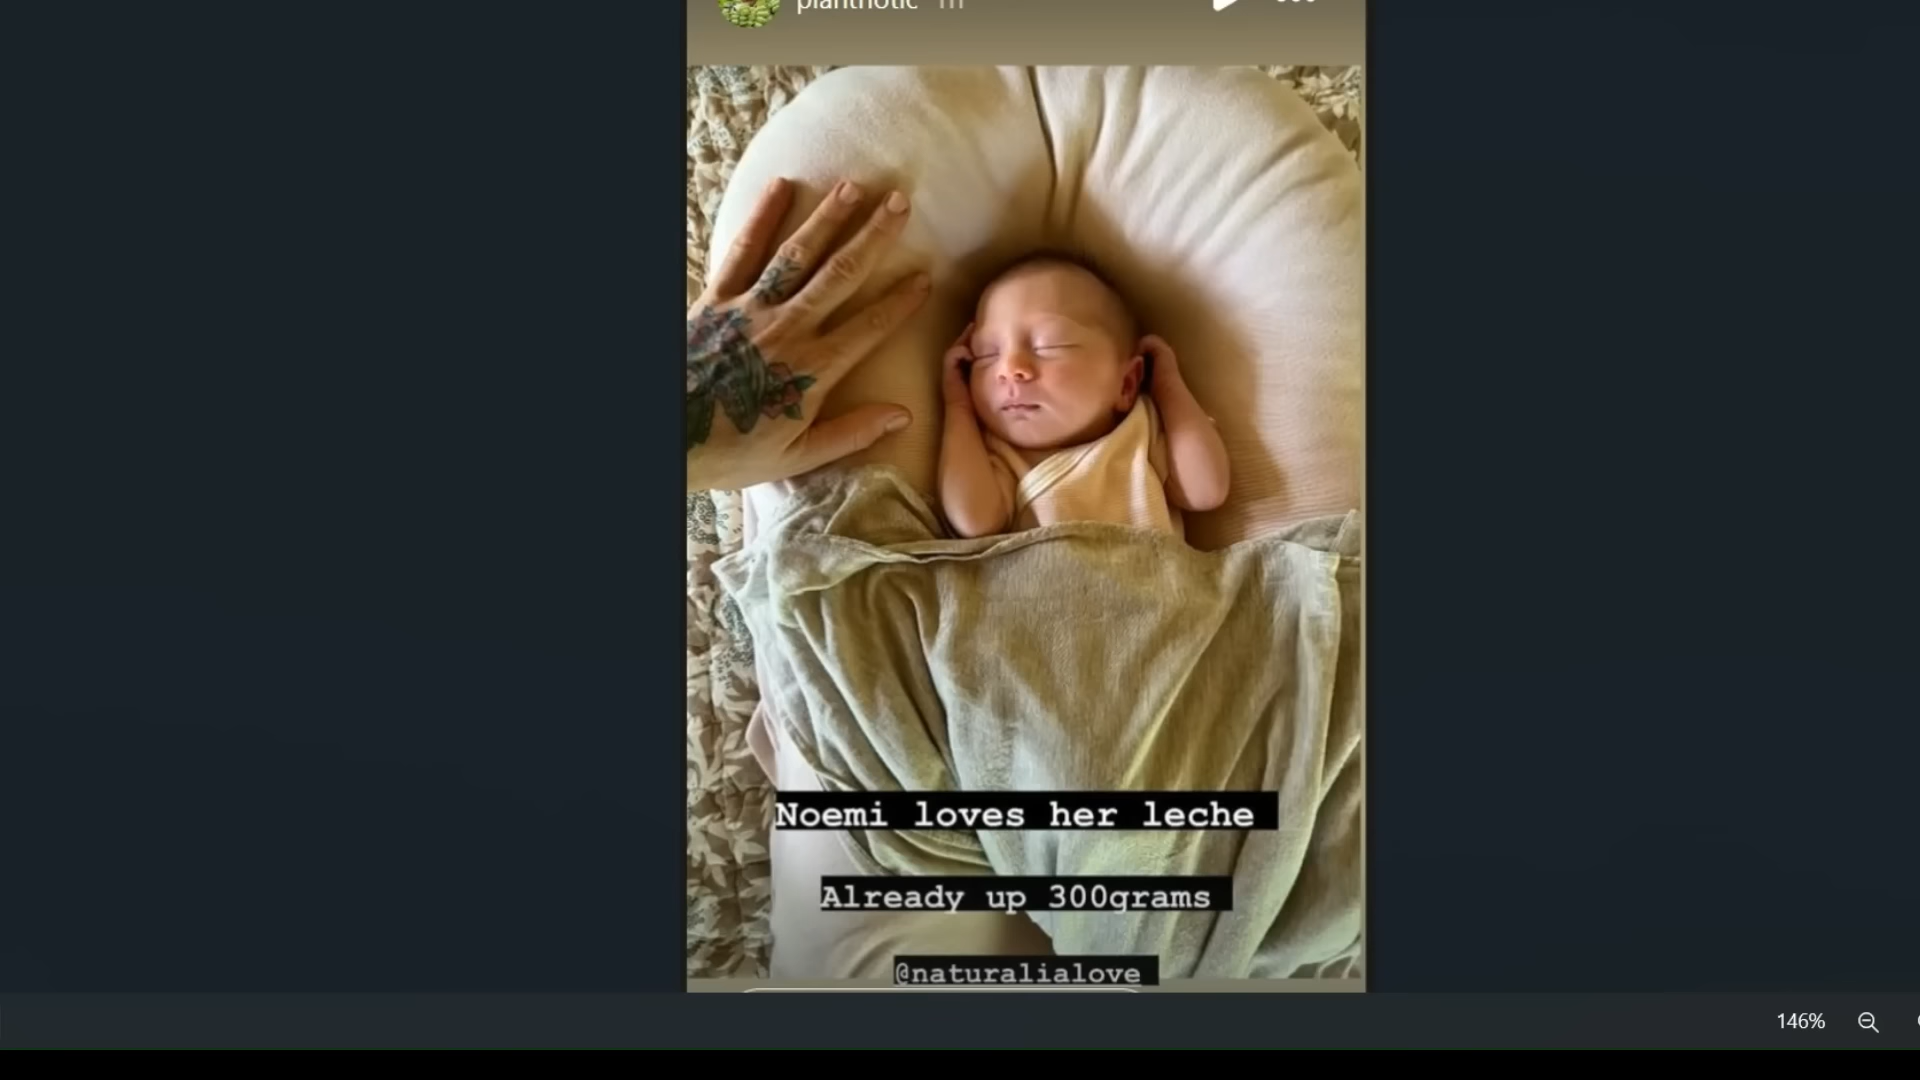 Noemi loves her leche
Already up 300grams
@naturalialove
146%